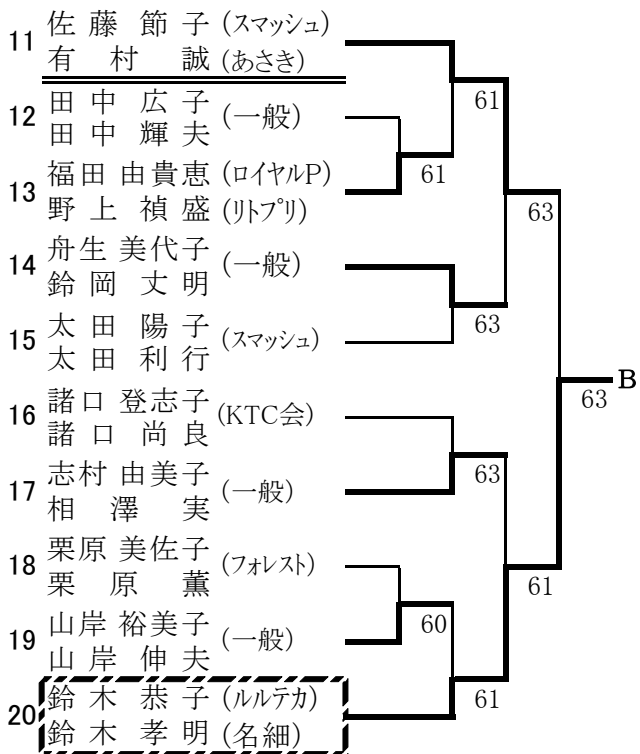 11 佐藤節子 (スマッシュ)
有村誠 (あさき)
61
12 田中広子 (一般)
田中輝夫
61
13 福田由貴恵 (ロイヤルP)
野上禎盛 (リトプリ)
63
14 舟生美代子 (一般)
鈴岡丈明
63
15 太田陽子 (スマッシュ)
太田利行
63 B
16 諸口登志子 (KTC会)
諸口尚良
63
17 志村由美子 (一般)
相澤実
18 栗原美佐子 (フォレスト)
栗原薫
61
19 山岸裕美子 (一般)
山岸伸夫
60
20 鈴木恭子 (ルルテカ)
鈴木孝明 (名細)
61